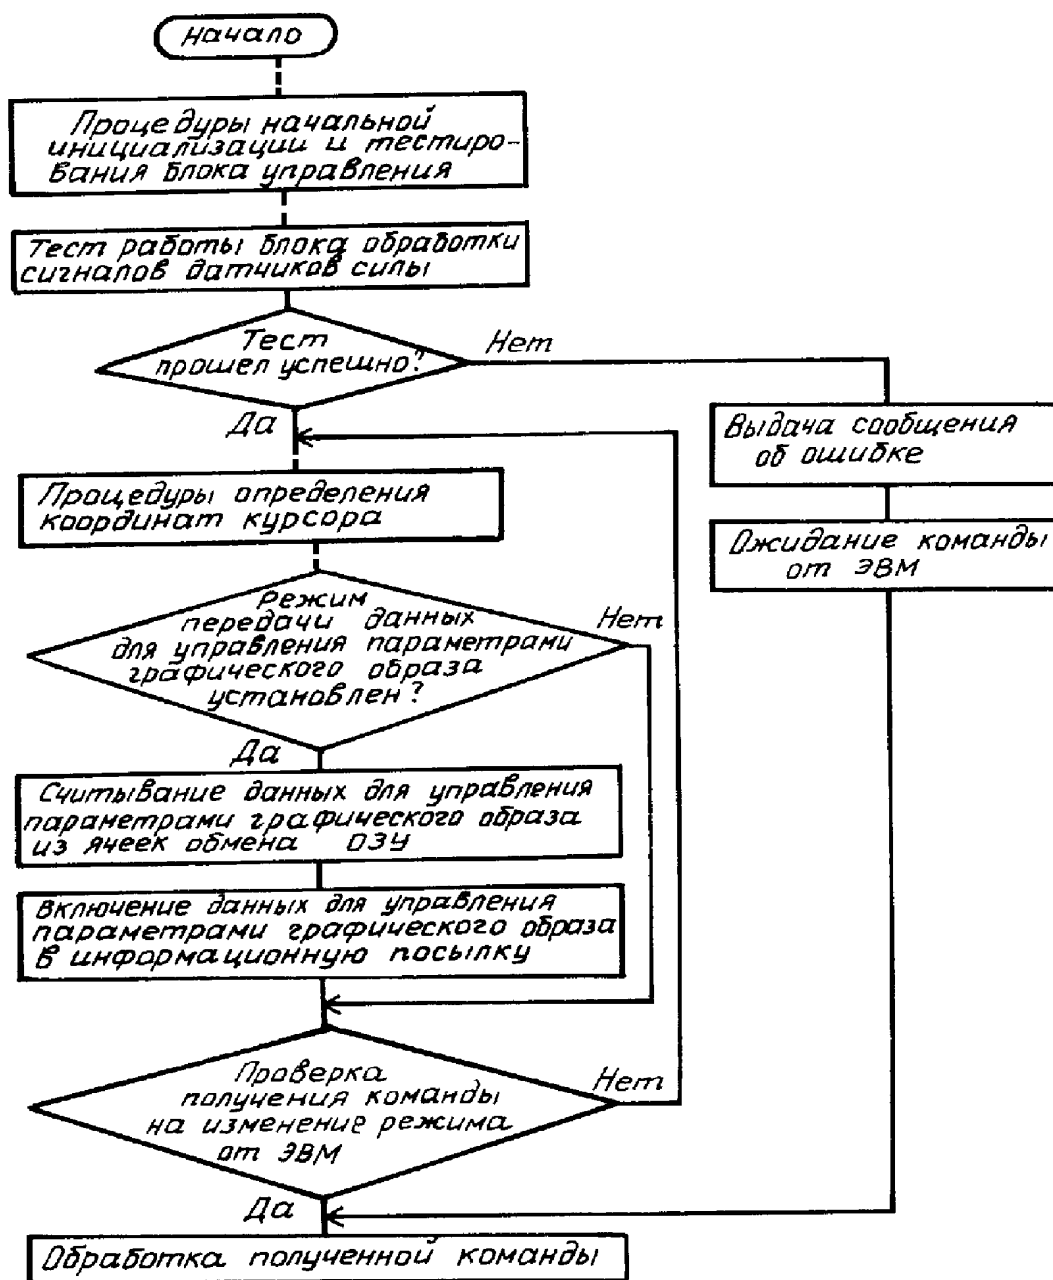 Начало
Процедуры начальной
инициализации и тестиро-
вания блока управления
Тест работы блока обработки
сигналов датчиков силы
Тест
прошел успешно?
Нет
Да
Выдача сообщения
об ошибке
Процедуры определения
координат курсора
Ожидание команды
от ЭВМ
Режим
передачи данных
для управления параметрами
графического образа
установлен?
Нет
Да
Считывание данных для управления
параметрами графического образа
из ячеек обмена ОЗУ
Включение данных для управления
параметрами графического образа
в информационную посылку
Проверка
получения команды
на изменение режима
от ЭВМ
Нет
Да
Обработка полученной команды